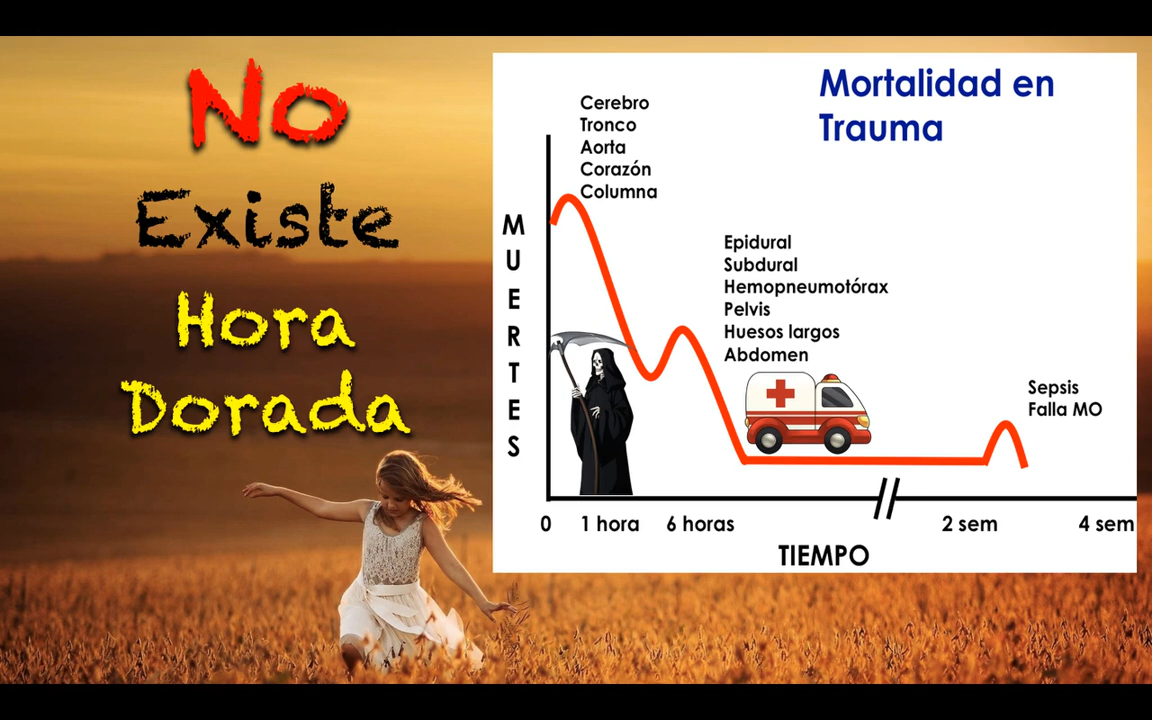 No
Existe
Hora
Dorada
Mortalidad en
Trauma
Cerebro
Tronco
Aorta
Corazón
Columna
MUERTES
Epidural
Subdural
Hemopneumotórax
Pelvis
Huesos largos
Abdomen
Sepsis
Falla MO
0 1 hora 6 horas 2 sem 4 sem
TIEMPO